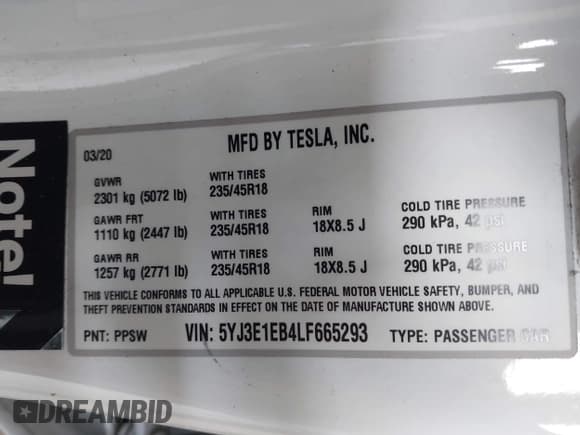 Note!
03/20
MFD BY TESLA, INC.
GVWR
2301 kg (5072 lb)
WITH TIRES
235/45R18
GAWR FRT
1110 kg (2447 lb)
WITH TIRES
235/45R18
RIM
18X8.5 J
COLD TIRE PRESSURE
290 kPa, 42 psi
GAWR RR
1257 kg (2771 lb)
WITH TIRES
235/45R18
RIM
18X8.5 J
COLD TIRE PRESSURE
290 kPa, 42 psi
THIS VEHICLE CONFORMS TO ALL APPLICABLE U.S. FEDERAL MOTOR VEHICLE SAFETY, BUMPER, AND
THEFT PREVENTION STANDARDS IN EFFECT ON THE DATE OF MANUFACTURE SHOWN ABOVE.
PNT: PPSW
VIN: 5YJ3E1EB4LF665293
TYPE: PASSENGER CAR
DREAMBID